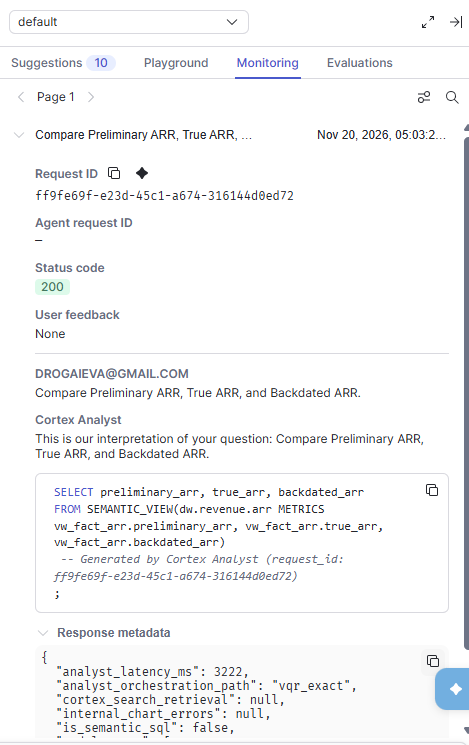 default
Suggestions 10 Playground Monitoring Evaluations
Page 1
Compare Preliminary ARR, True ARR, ... Nov 20, 2026, 05:03:2...
Request ID
ff9fe69f-e23d-45c1-a674-316144d0ed72
Agent request ID
—
Status code
200
User feedback
None
DROGAIEVA@GMAIL.COM
Compare Preliminary ARR, True ARR, and Backdated ARR.
Cortex Analyst
This is our interpretation of your question: Compare Preliminary ARR,
True ARR, and Backdated ARR.
SELECT preliminary_arr, true_arr, backdated_arr
FROM SEMANTIC_VIEW(dw.revenue.arr METRICS
vw_fact_arr.preliminary_arr, vw_fact_arr.true_arr,
vw_fact_arr.backdated_arr)
-- Generated by Cortex Analyst (request_id:
ff9fe69f-e23d-45c1-a674-316144d0ed72)
;
Response metadata
{
"analyst_latency_ms": 3222,
"analyst_orchestration_path": "vqr_exact",
"cortex_search_retrieval": null,
"internal_chart_errors": null,
"is_semantic_sql": false,